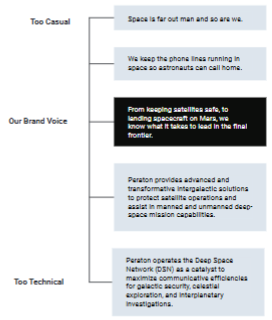 Too Casual
Space is far out man and so are we.
We keep the phone lines running in
space so astronauts can call home.
Our Brand Voice
From keeping satellites safe, to
landing spacecraft on Mars, we
know what it takes to lead in the final
frontier.
Peraton provides advanced and
transformative intergalactic solutions
to protect satellite operations and
assist in manned and unmanned deep-
space mission capabilities.
Too Technical
Peraton operates the Deep Space
Network (DSN) as a catalyst to
maximize communicative efficiencies
for galactic security, celestial
exploration, and interplanetary
investigations.